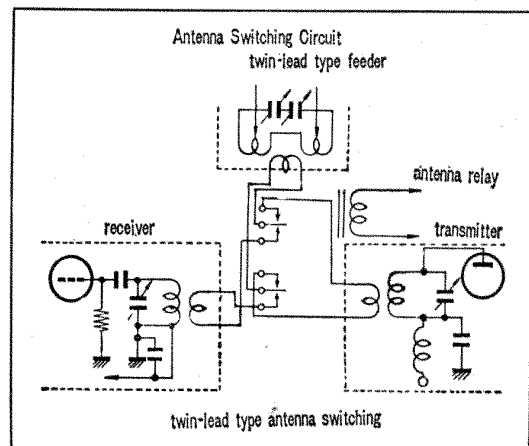 Antenna Switching Circuit
twin-lead type feeder
antenna relay
receiver
transmitter
twin-lead type antenna switching